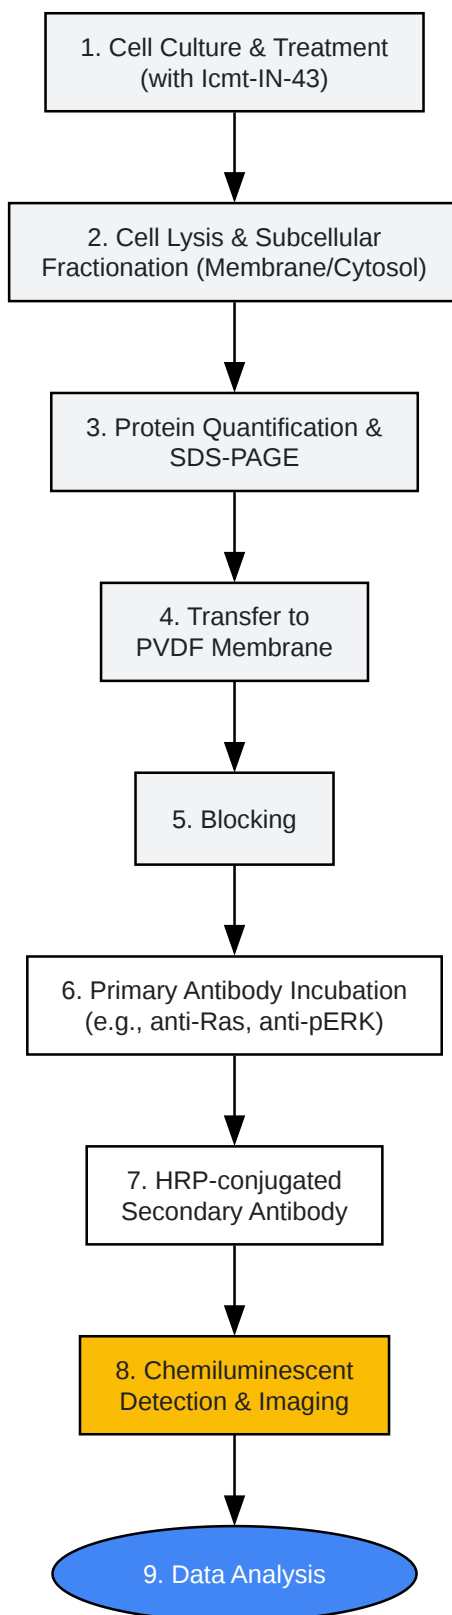 1. Cell Culture & Treatment
(with Icmt-IN-43)
2. Cell Lysis & Subcellular
Fractionation (Membrane/Cytosol)
3. Protein Quantification &
SDS-PAGE
4. Transfer to
PVDF Membrane
5. Blocking
6. Primary Antibody Incubation
(e.g., anti-Ras, anti-pERK)
7. HRP-conjugated
Secondary Antibody
8. Chemiluminescent
Detection & Imaging
9. Data Analysis